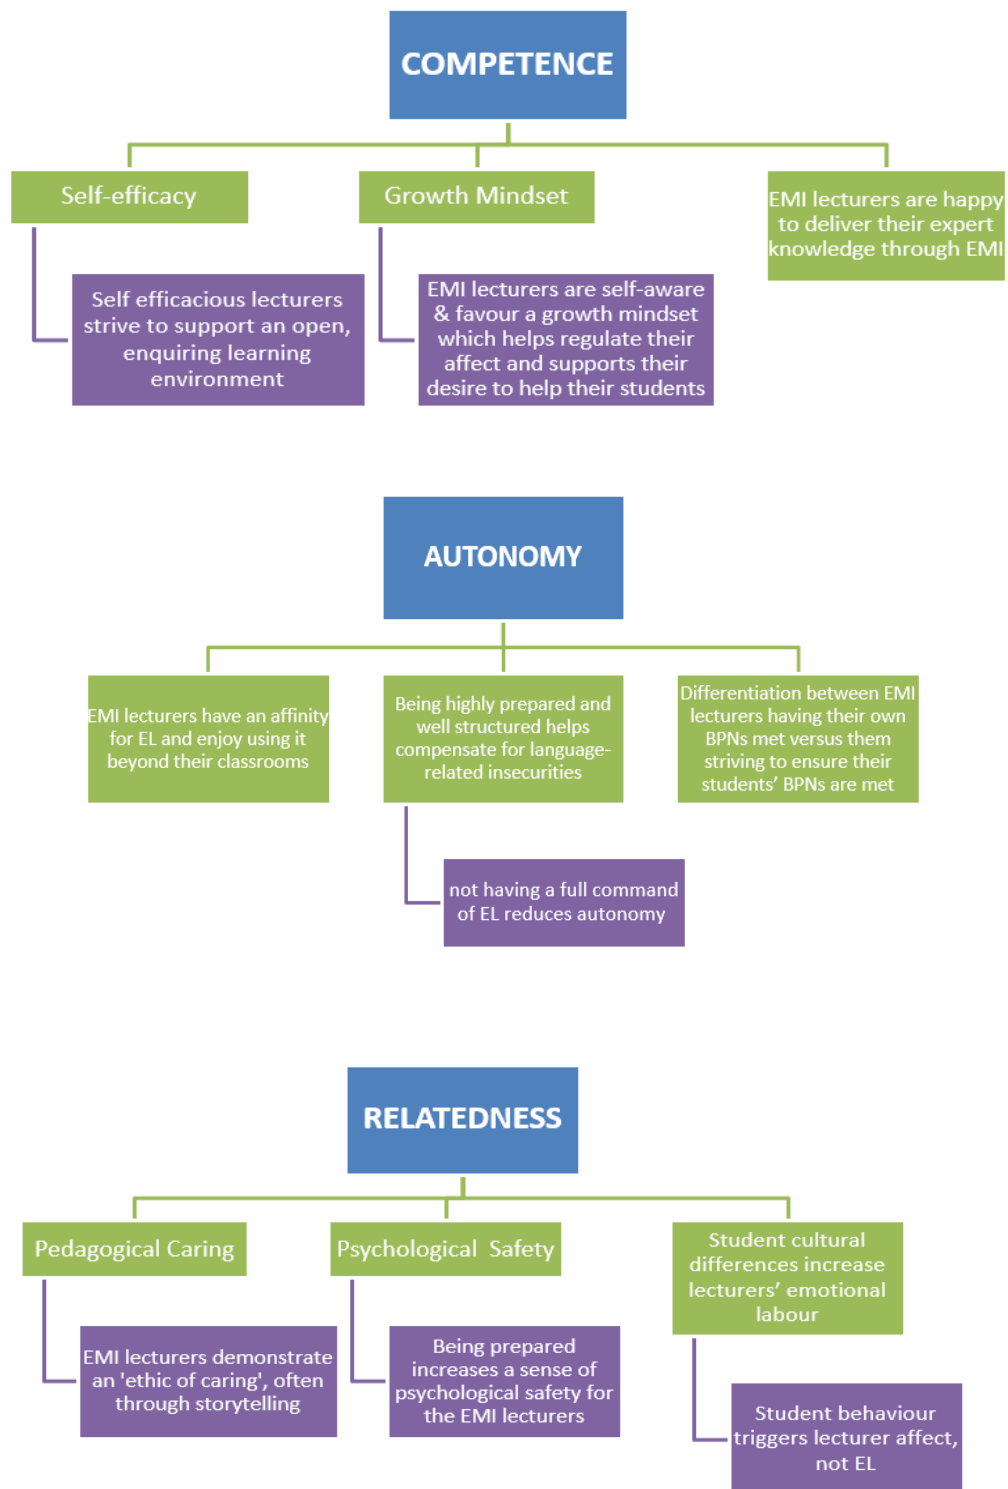 COMPETENCE
Self-efficacy
Growth Mindset
EMI lecturers are happy
to deliver their expert
knowledge through EMI
Self efficacious lecturers
strive to support an open,
enquiring learning
environment
EMI lecturers are self-aware
& favour a growth mindset
which helps regulate their
affect and supports their
desire to help their students
AUTONOMY
EMI lecturers have an affinity
for EL and enjoy using it
beyond their classrooms
Being highly prepared and
well structured helps
compensate for language-
related insecurities
Differentiation between EMI
lecturers having their own
BPNs met versus them
striving to ensure their
students’ BPNs are met
not having a full command
of EL reduces autonomy
RELATEDNESS
Pedagogical Caring
Psychological Safety
Student cultural
differences increase
lecturers’ emotional
labour
EMI lecturers demonstrate
an 'ethic of caring', often
through storytelling
Being prepared
increases a sense of
psychological safety for
the EMI lecturers
Student behaviour
triggers lecturer affect,
not EL